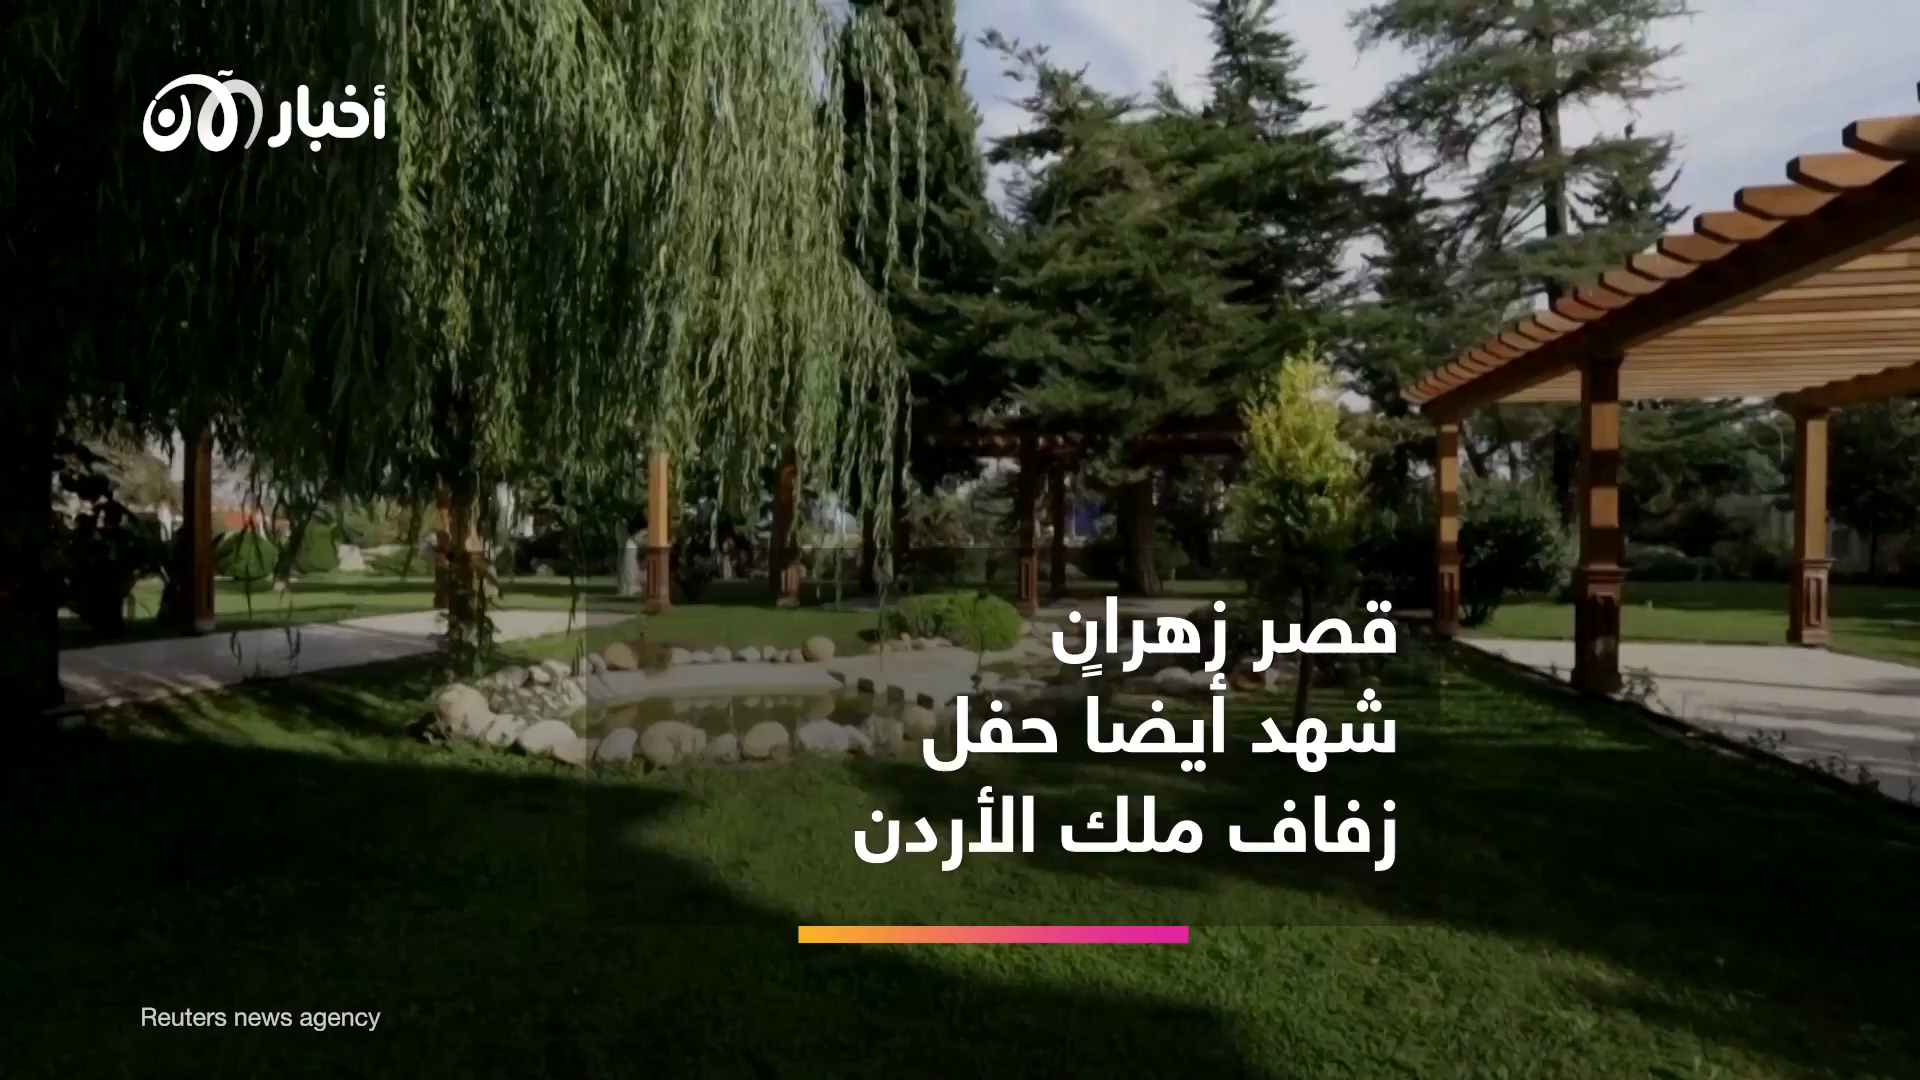 أخبار الآن
قصر زهران
شهد أيضاً حفل
زفاف ملك الأردن
Reuters news agency